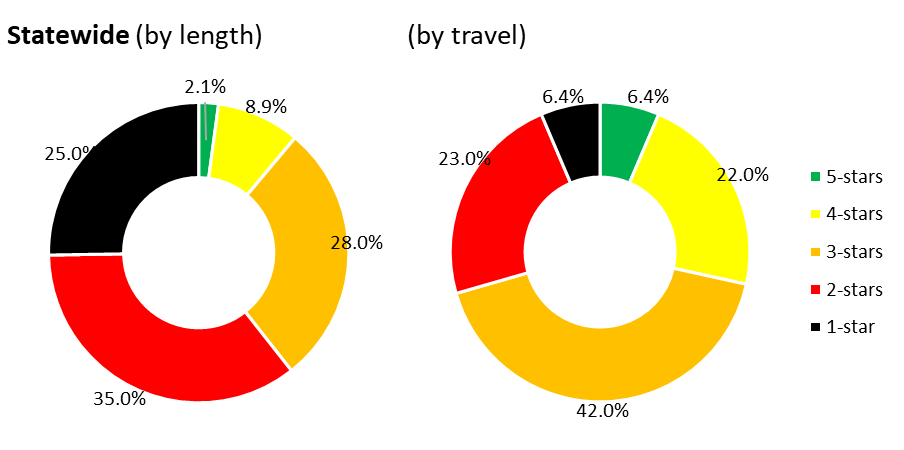 Statewide (by length)
(by travel)
2.1%
8.9%
25.0%
28.0%
35.0%
6.4%
6.4%
23.0%
22.0%
42.0%
5-stars
4-stars
3-stars
2-stars
1-star